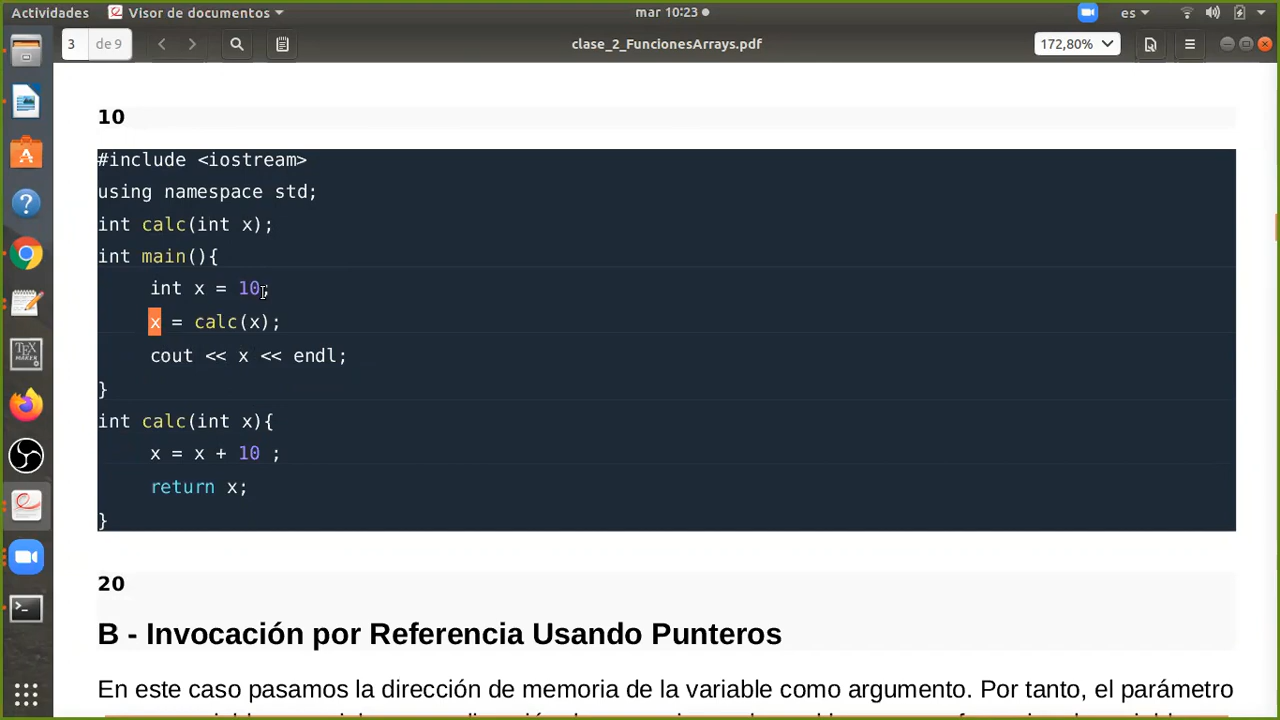 Actividades
Visor de documentos
mar 10:23
es
3
de 9
clase_2_FuncionesArrays.pdf
172,80%
10
#include <iostream>
using namespace std;
int calc(int x);
int main(){
int x = 10;
x = calc(x);
cout << x << endl;
}
int calc(int x){
x = x + 10 ;
return x;
}
20
B - Invocación por Referencia Usando Punteros
En este caso pasamos la dirección de memoria de la variable como argumento. Por tanto, el parámetro